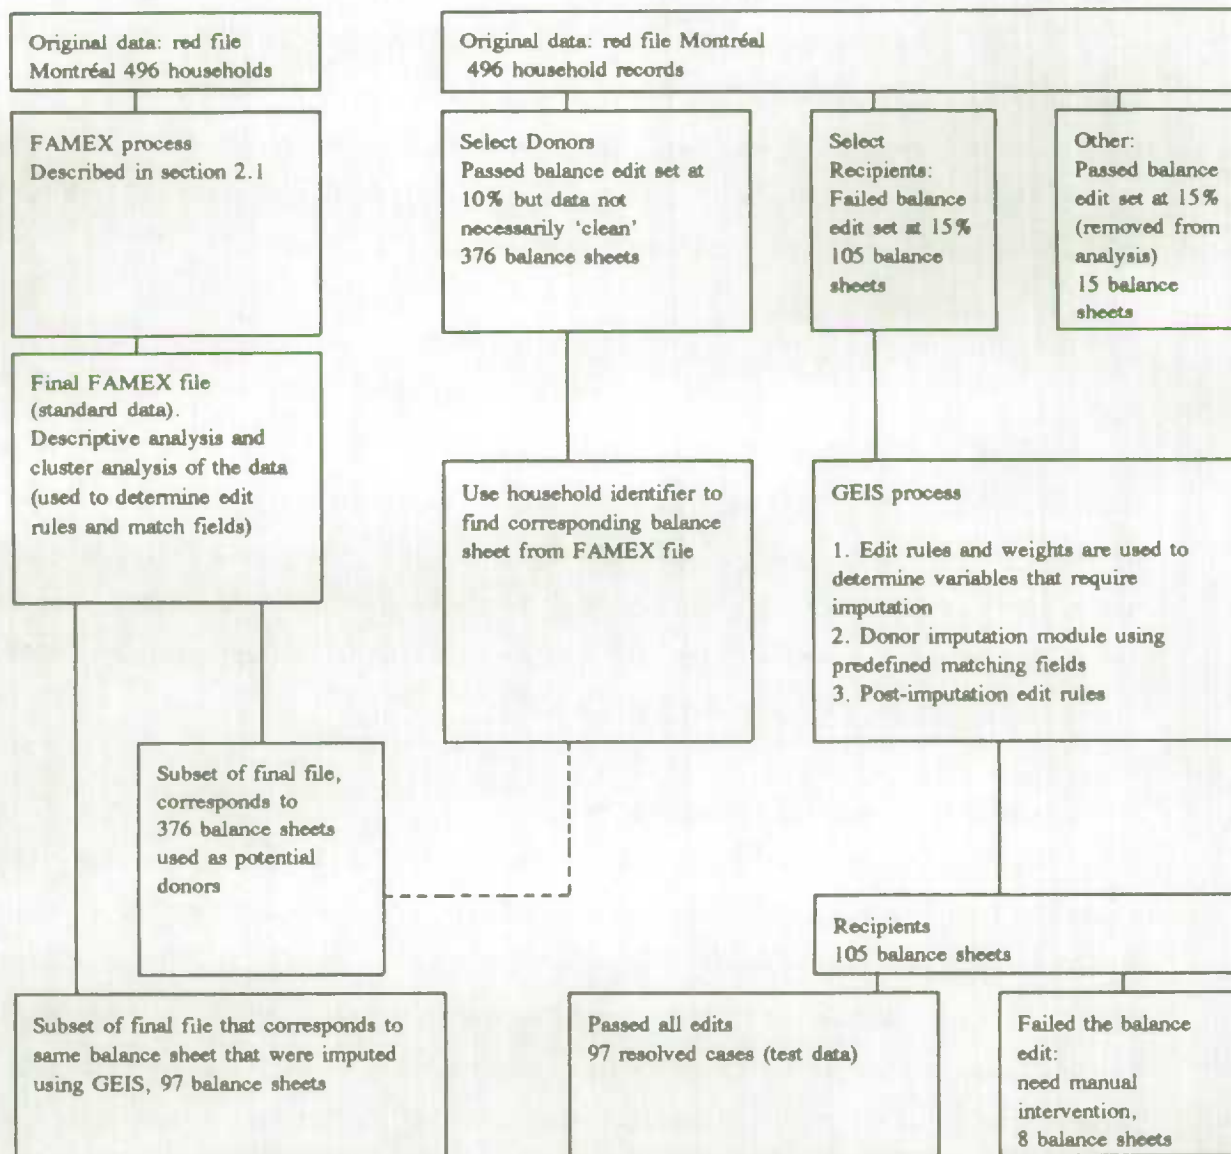 Original data: red file
Montréal 496 households
Original data: red file Montréal
496 household records
FAMEX process
Described in section 2.1
Select Donors
Passed balance edit set at
10% but data not
necessarily 'clean'
376 balance sheets
Select
Recipients:
Failed balance
edit set at 15%
105 balance
sheets
Other:
Passed balance
edit set at 15%
(removed from
analysis)
15 balance
sheets
Final FAMEX file
(standard data).
Descriptive analysis and
cluster analysis of the data
(used to determine edit
rules and match fields)
Use household identifier to
find corresponding balance
sheet from FAMEX file
GEIS process
1. Edit rules and weights are used to
determine variables that require
imputation
2. Donor imputation module using
predefined matching fields
3. Post-imputation edit rules
Subset of final file,
corresponds to
376 balance sheets
used as potential
donors
Recipients
105 balance sheets
Subset of final file that corresponds to
same balance sheet that were imputed
using GEIS, 97 balance sheets
Passed all edits
97 resolved cases (test data)
Failed the balance
edit:
need manual
intervention,
8 balance sheets